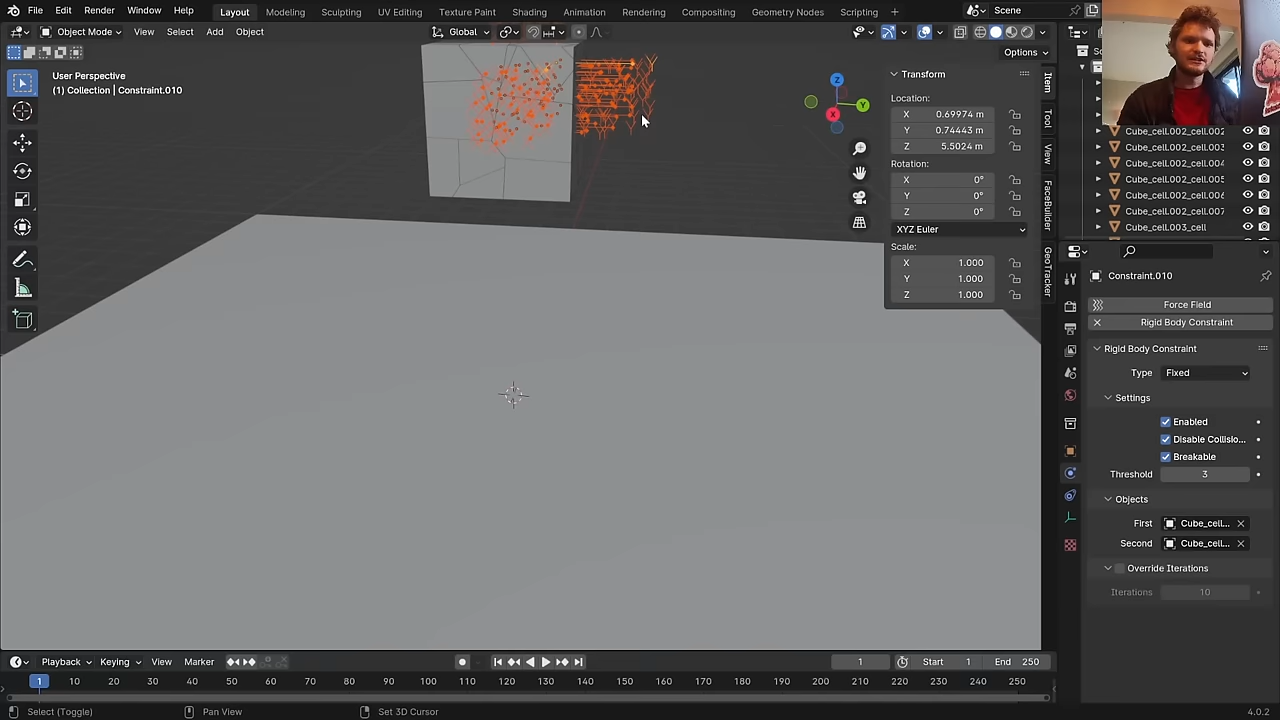 File Edit Render Window Help Layout Modeling Sculpting UV Editing Texture Paint Shading Animation Rendering Compositing Geometry Nodes Scripting + Scene
Object Mode View Select Add Object Global
Options
User Perspective
(1) Collection | Constraint.010
Transform
Location:
X 0.69974 m
Y 0.74443 m
Z 5.5024 m
Rotation:
X 0°
Y 0°
Z 0°
XYZ Euler
Scale:
X 1.000
Y 1.000
Z 1.000
Item
Tool
View
FaceBuilder
GeoTracker
Z
Y
X
Cube_cell.002_cell.002
Cube_cell.002_cell.003
Cube_cell.002_cell.004
Cube_cell.002_cell.005
Cube_cell.002_cell.006
Cube_cell.002_cell.007
Cube_cell.003_cell
Constraint.010
Force Field
Rigid Body Constraint
Rigid Body Constraint
Type Fixed
Settings
Enabled
Disable Collisio...
Breakable
Threshold 3
Objects
First Cube_cell...
Second Cube_cell...
Override Iterations
Iterations 10
Playback Keying View Marker 1 Start 1 End 250
1 10 20 30 40 50 60 70 80 90 100 110 120 130 140 150 160 170 180 190 200 210 220 230 240 250
Select (Toggle) Pan View Set 3D Cursor 4.0.2